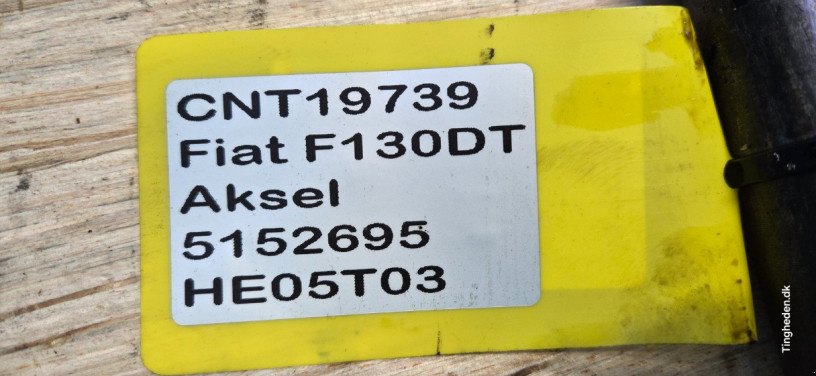 CNT19739
Fiat F130DT
Aksel
5152695
HE05T03
Tingheden.dk